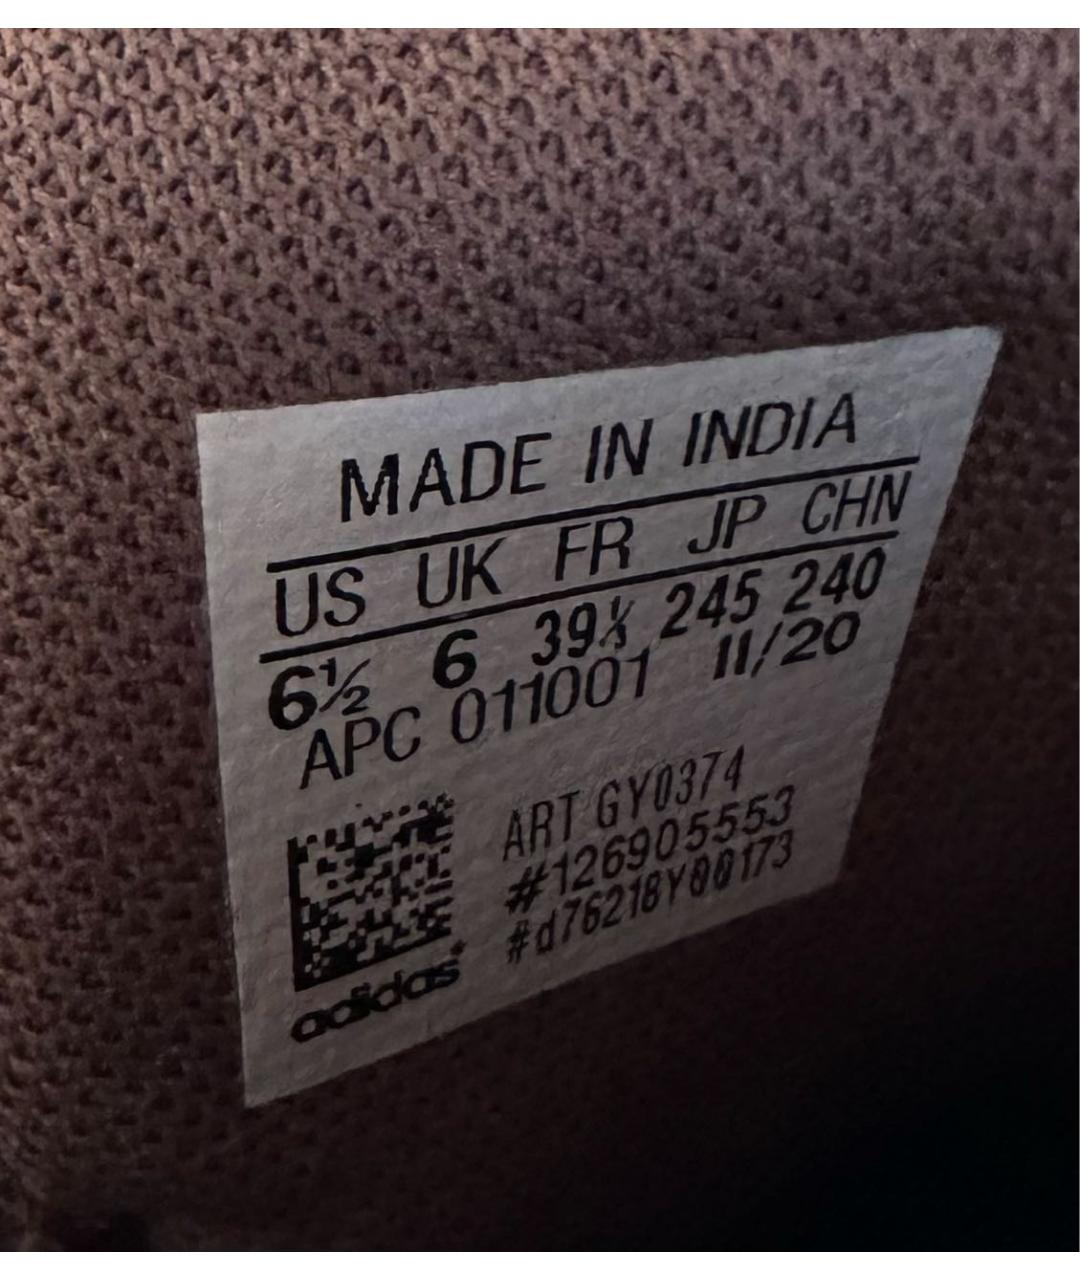 MADE IN INDIA
US UK FR JP CHN
6½ 6 39⅓ 245 240
APC 011001 11/20
ART GY0374
#126905553
#d76218Y00173
adidas